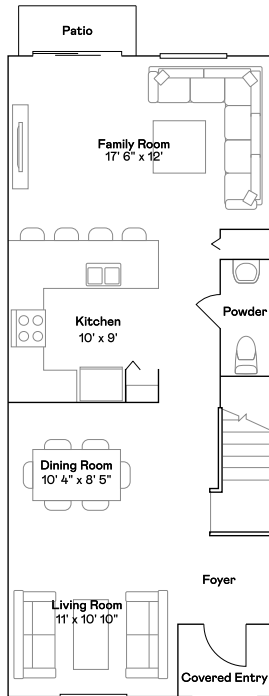 Patio
Family Room
17' 6" x 12'
Powder
Kitchen
10' x 9'
Dining Room
10' 4" x 8' 5"
Foyer
Living Room
11' x 10' 10"
Covered Entry